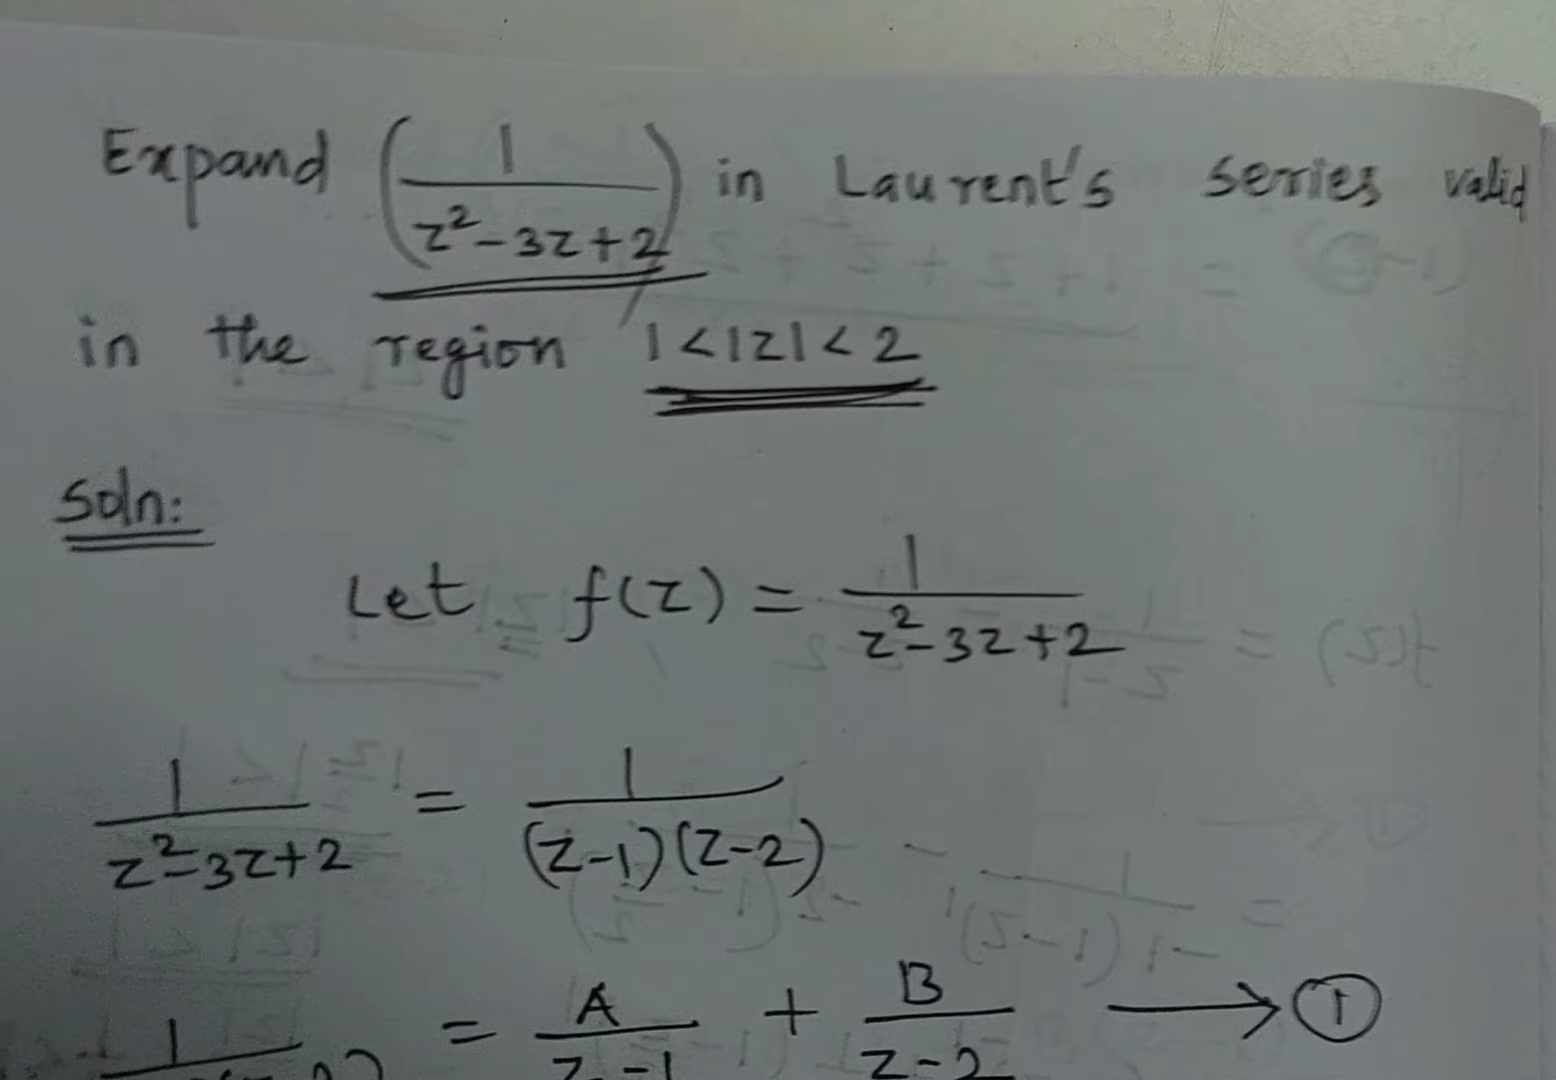 Expand (1/(z²-3z+2)) in Laurent's series valid
in the region 1<|z|<2
Soln:
Let f(z) = 1/(z²-3z+2)
1/(z²-3z+2) = 1/((z-1)(z-2))
= A/(z-1) + B/(z-2) → ①